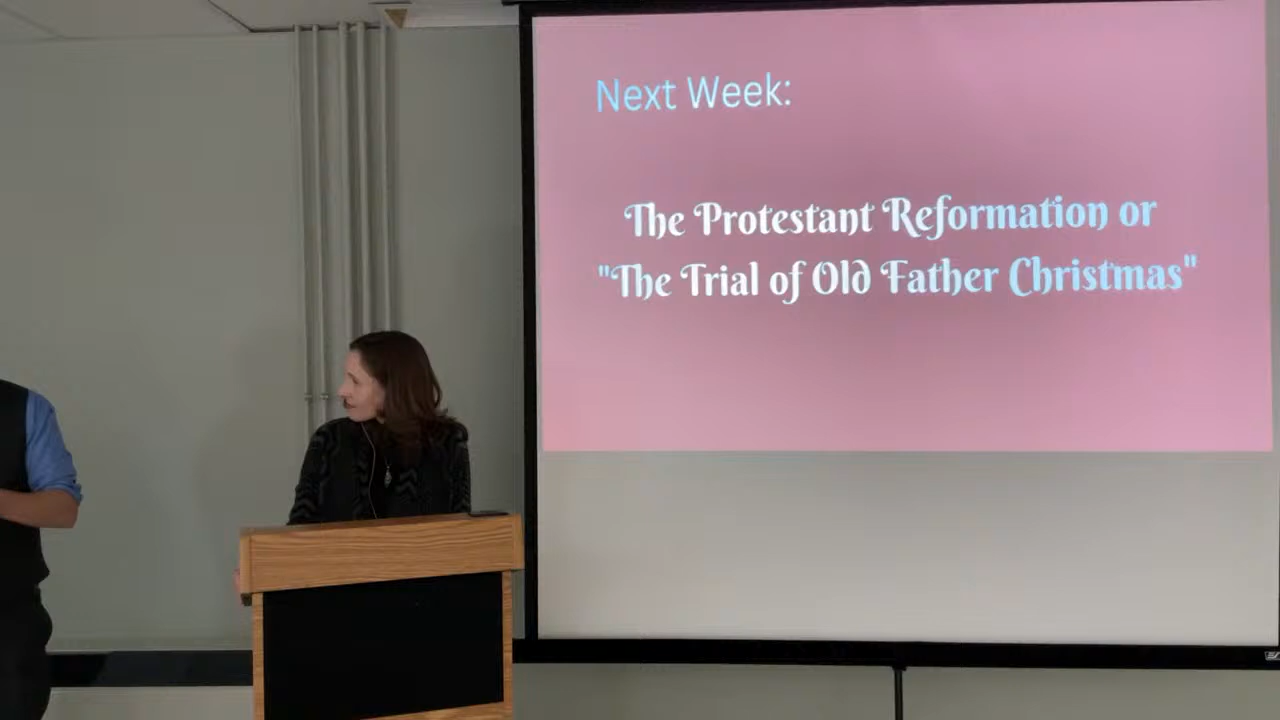 Next Week:
The Protestant Reformation or
"The Trial of Old Father Christmas"